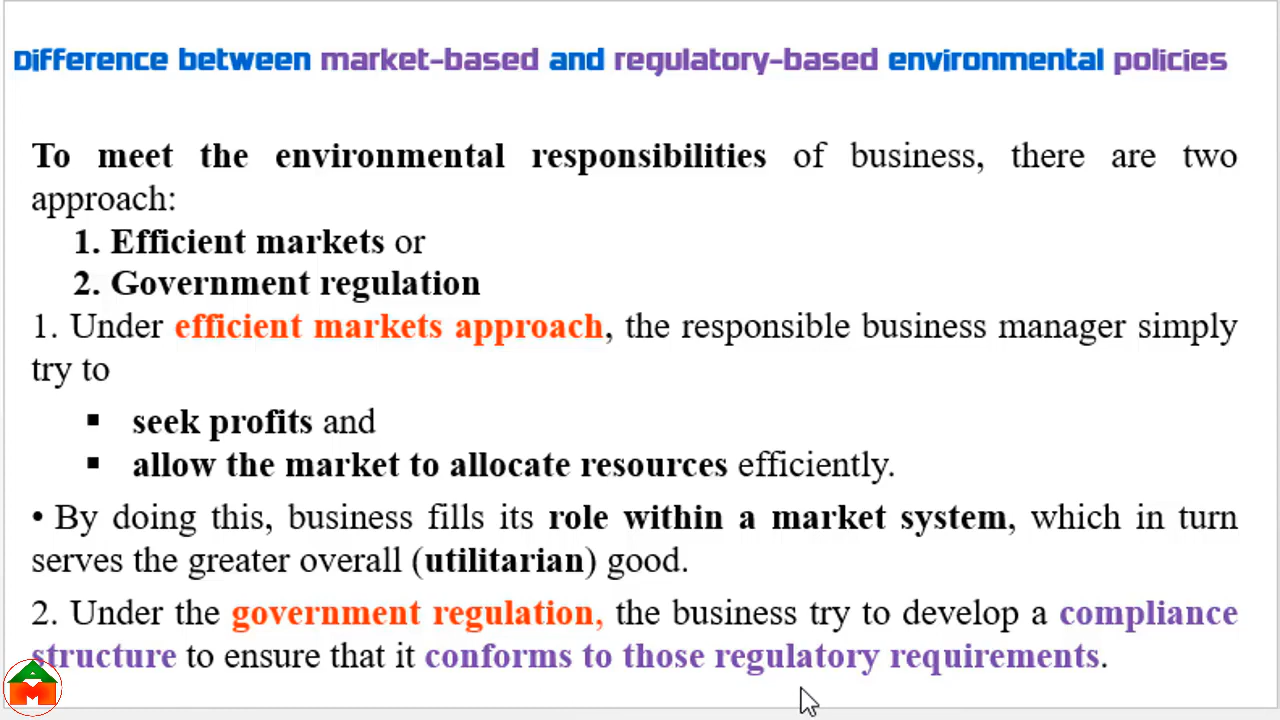 Difference between market-based and regulatory-based environmental policies
To meet the environmental responsibilities of business, there are two
approach:
1. Efficient markets or
2. Government regulation
1. Under efficient markets approach, the responsible business manager simply
try to
▪ seek profits and
▪ allow the market to allocate resources efficiently.
• By doing this, business fills its role within a market system, which in turn
serves the greater overall (utilitarian) good.
2. Under the government regulation, the business try to develop a compliance
structure to ensure that it conforms to those regulatory requirements.
AM